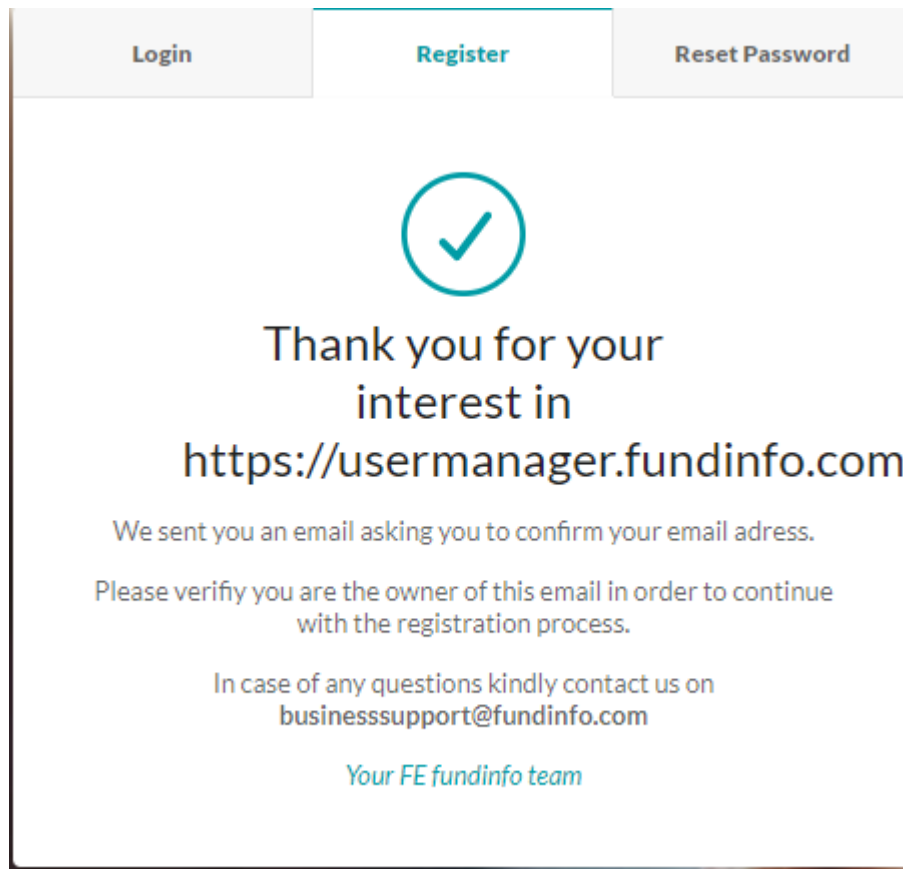 Login
Register
Reset Password
Thank you for your
interest in
https://usermanager.fundinfo.com
We sent you an email asking you to confirm your email adress.
Please verifiy you are the owner of this email in order to continue
with the registration process.
In case of any questions kindly contact us on
businesssupport@fundinfo.com
Your FE fundinfo team